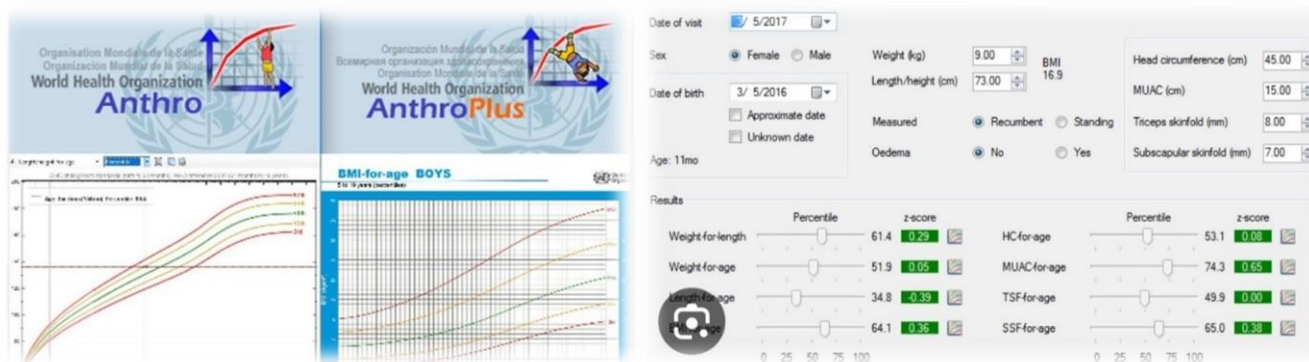 Organisation Mondiale de la Santé
Organización Mundial de la Salud
World Health Organization
Anthro
Organización Mundial de la Salud
Всемирная организация здравоохранения
Organisation Mondiale de la Santé
World Health Organization
AnthroPlus
BMI-for-age BOYS
5 to 19 years (percentiles)
Date of visit 3/ 5/2017
Sex Female Male
Date of birth 3/ 5/2016
Approximate date
Unknown date
Age: 11mo
Weight (kg) 9.00
Length/height (cm) 73.00
BMI
16.9
Measured Recumbent Standing
Oedema No Yes
Head circumference (cm) 45.00
MUAC (cm) 15.00
Triceps skinfold (mm) 8.00
Subscapular skinfold (mm) 7.00
Results
Percentile z-score
Weight-for-length 61.4 0.29
Weight-for-age 51.9 0.05
Length-for-age 34.8 -0.39
64.1 0.36
0 25 50 75 100
Percentile z-score
HC-for-age 53.1 0.08
MUAC-for-age 74.3 0.65
TSF-for-age 49.9 0.00
SSF-for-age 65.0 0.38
0 25 50 75 100